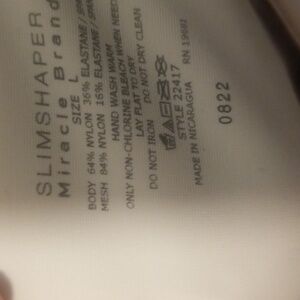 SLIMSHAPER
Miracle Brand
SIZE L
BODY 64% NYLON 36% ELASTANE /
MESH 84% NYLON 16% ELASTANE /
HAND WASH WARM
ONLY NON-CHLORINE BLEACH WHEN NEEDED
LAY FLAT TO DRY
DO NOT IRON DO NOT DRY CLEAN
STYLE 22417
MADE IN NICARAGUA RN 
0822